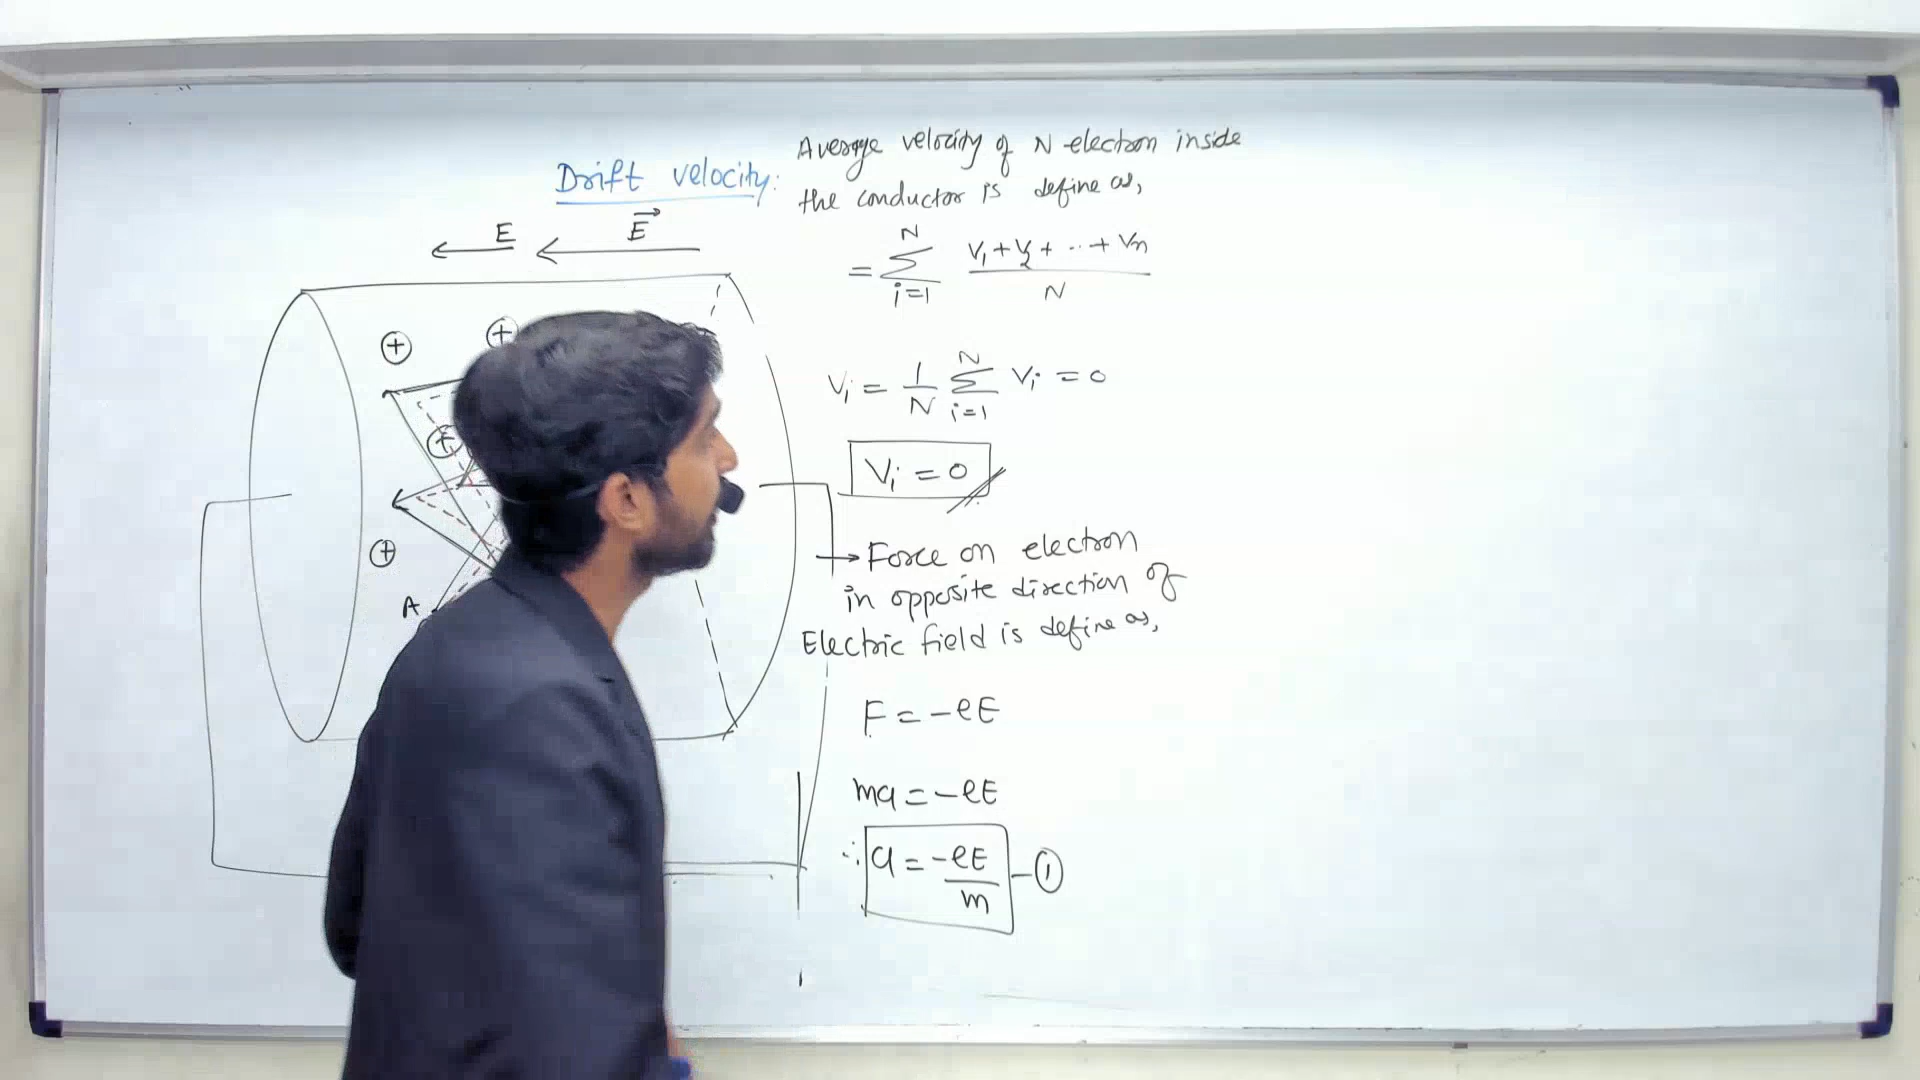 Drift velocity:
Average velocity of N electron inside
the conductor is define as,
E E⃗
= N Σ i=1 V₁+V₂+ ··+ Vn / N
Vi = 1/N N Σ i=1 Vi = 0
Vi = 0
→ Force on electron
in opposite direction of
Electric field is define as,
F = -eE
ma = -eE
∴ a = -eE/m -①
+ +
+
+
A